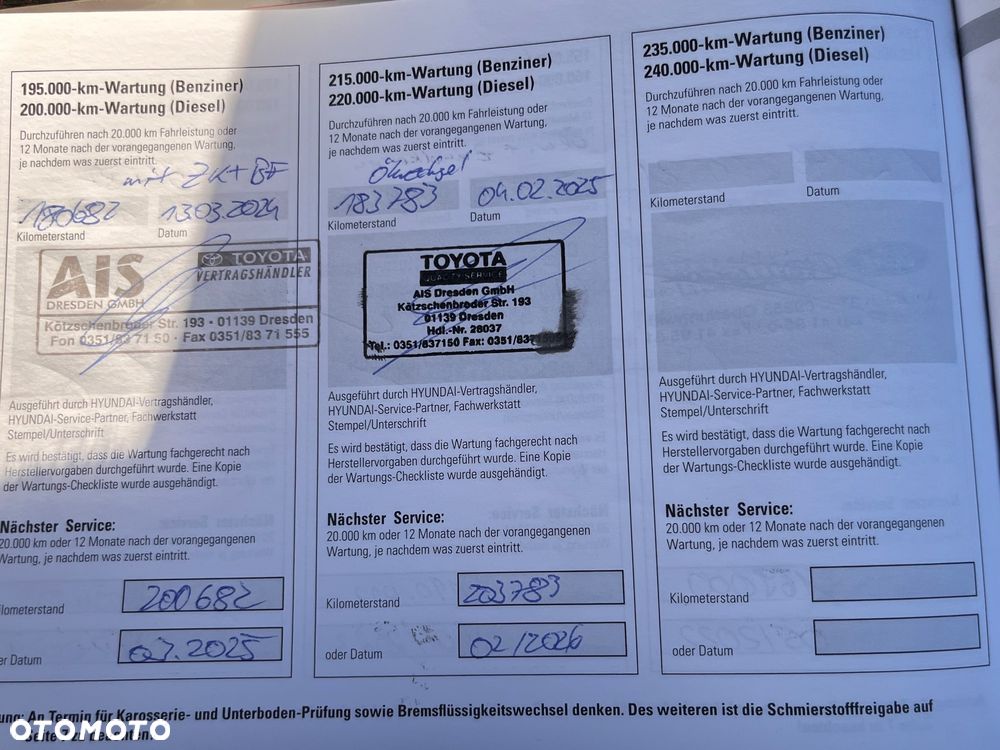 195.000-km-Wartung (Benziner)
200.000-km-Wartung (Diesel)
Durchzuführen nach 20.000 km Fahrleistung oder
12 Monate nach der vorangegangenen Wartung,
je nachdem was zuerst eintritt.
mit ZK+BF
180682 13.03.2024
Kilometerstand Datum
AIS
DRESDEN GMBH
TOYOTA
VERTRAGSHÄNDLER
Kötzschenbroder Str. 193 · 01139 Dresden
Fon 0351/83 71 50 · Fax 0351/83 71 555
Ausgeführt durch HYUNDAI-Vertragshändler,
HYUNDAI-Service-Partner, Fachwerkstatt
Stempel/Unterschrift
Es wird bestätigt, dass die Wartung fachgerecht nach
Herstellervorgaben durchgeführt wurde. Eine Kopie
der Wartungs-Checkliste wurde ausgehändigt.
Nächster Service:
20.000 km oder 12 Monate nach der vorangegangenen
Wartung, je nachdem was zuerst eintritt.
ilometerstand 200682
er Datum 03.2025
215.000-km-Wartung (Benziner)
220.000-km-Wartung (Diesel)
Durchzuführen nach 20.000 km Fahrleistung oder
12 Monate nach der vorangegangenen Wartung,
je nachdem was zuerst eintritt.
Ölwechsel
183783 04.02.2025
Kilometerstand Datum
TOYOTA
QUALITY SERVICE
AIS Dresden GmbH
Kötzschenbroder Str. 193
01139 Dresden
Hdl.-Nr. 28037
Tel.: 0351/837150 Fax: 0351/8371555
Ausgeführt durch HYUNDAI-Vertragshändler,
HYUNDAI-Service-Partner, Fachwerkstatt
Stempel/Unterschrift
Es wird bestätigt, dass die Wartung fachgerecht nach
Herstellervorgaben durchgeführt wurde. Eine Kopie
der Wartungs-Checkliste wurde ausgehändigt.
Nächster Service:
20.000 km oder 12 Monate nach der vorangegangenen
Wartung, je nachdem was zuerst eintritt.
Kilometerstand 203783
oder Datum 02/2026
235.000-km-Wartung (Benziner)
240.000-km-Wartung (Diesel)
Durchzuführen nach 20.000 km Fahrleistung oder
12 Monate nach der vorangegangenen Wartung,
je nachdem was zuerst eintritt.
Kilometerstand Datum
Ausgeführt durch HYUNDAI-Vertragshändler,
HYUNDAI-Service-Partner, Fachwerkstatt
Stempel/Unterschrift
Es wird bestätigt, dass die Wartung fachgerecht nach
Herstellervorgaben durchgeführt wurde. Eine Kopie
der Wartungs-Checkliste wurde ausgehändigt.
Nächster Service:
20.000 km oder 12 Monate nach der vorangegangenen
Wartung, je nachdem was zuerst eintritt.
Kilometerstand
oder Datum
ung: An Termin für Karosserie- und Unterboden-Prüfung sowie Bremsflüssigkeitswechsel denken. Des weiteren ist die Schmierstofffreigabe auf
Seite 7 zu beachten.
OTOMOTO